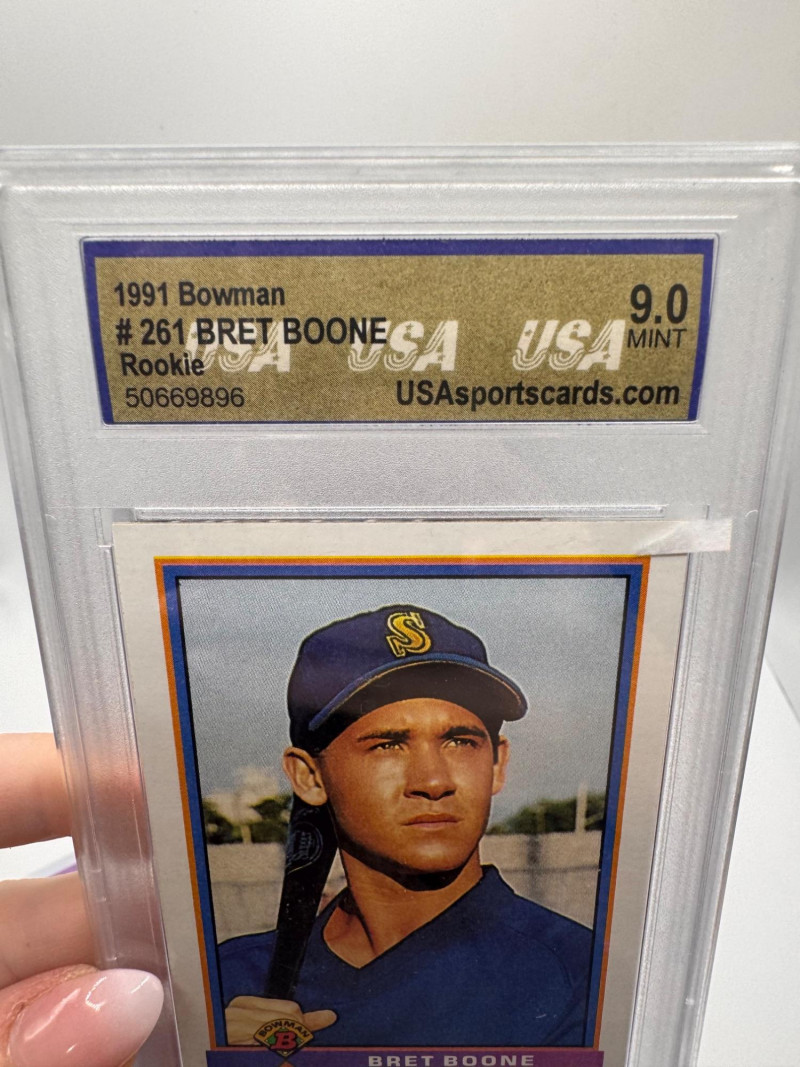 1991 Bowman
# 261 BRET BOONE
9.0
MINT
USA USA USA
Rookie
50669896
USAsportscards.com
S
BOWMAN
B
BRET BOONE